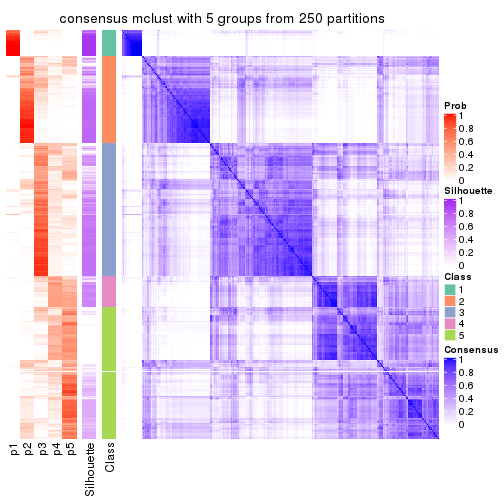 consensus mclust with 5 groups from 250 partitions
Prob
1
0.8
0.6
0.4
0.2
0
Silhouette
1
0.8
0.6
0.4
0.2
0
Class
1
2
3
4
5
Consensus
1
0.8
0.6
0.4
0.2
0
p1
p2
p3
p4
p5
Silhouette
Class